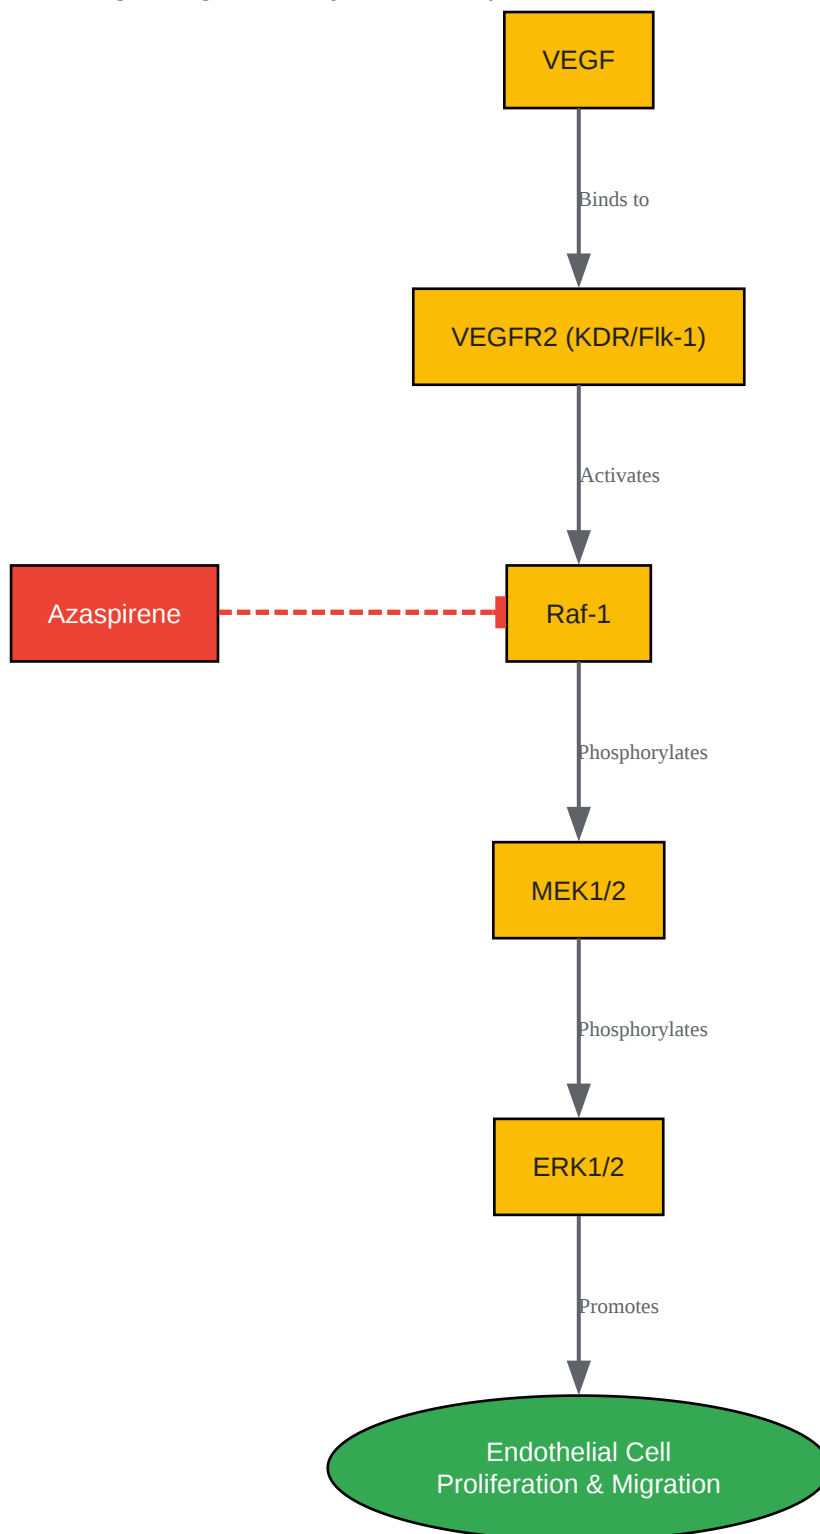 VEGF
Binds to
VEGFR2 (KDR/Flk-1)
Activates
Azaspirene
Raf-1
Phosphorylates
MEK1/2
Phosphorylates
ERK1/2
Promotes
Endothelial Cell
Proliferation & Migration